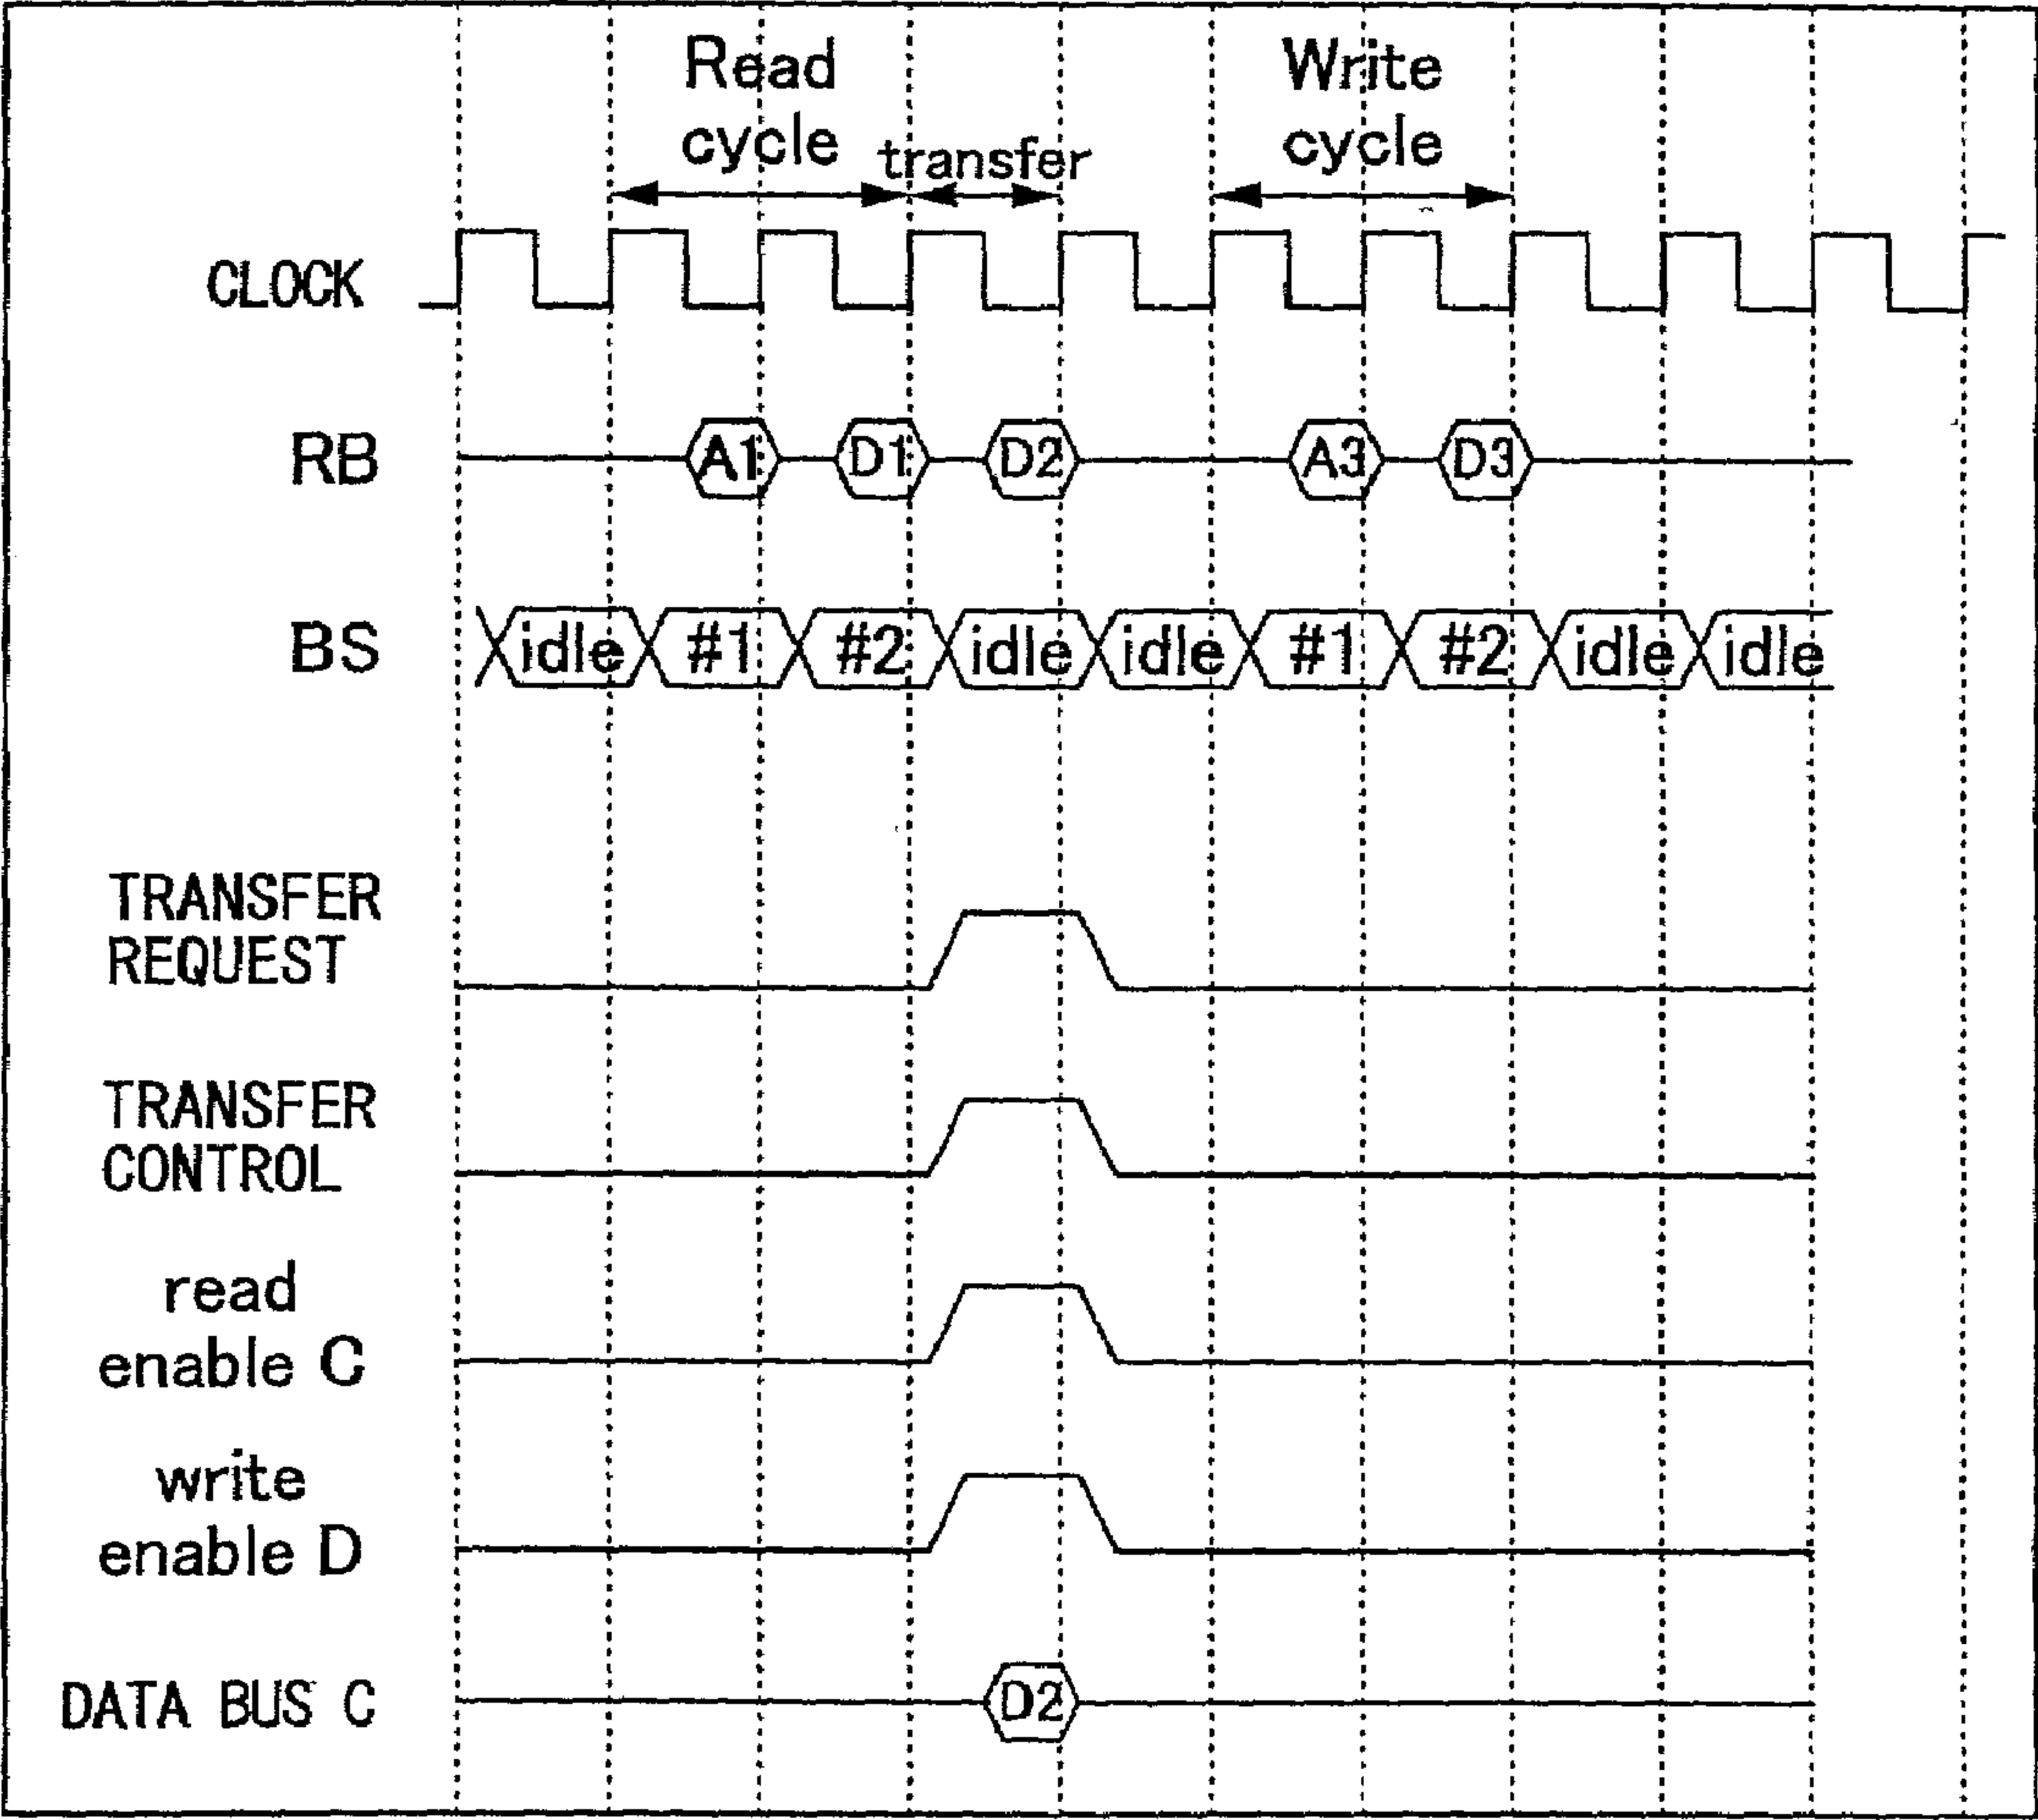 Read
cycle
transfer
Write
cycle
CLOCK
RB
A1 D1 D2 A3 D3
BS
idle #1 #2 idle idle #1 #2 idle idle
TRANSFER
REQUEST
TRANSFER
CONTROL
read
enable C
write
enable D
DATA BUS C
D2